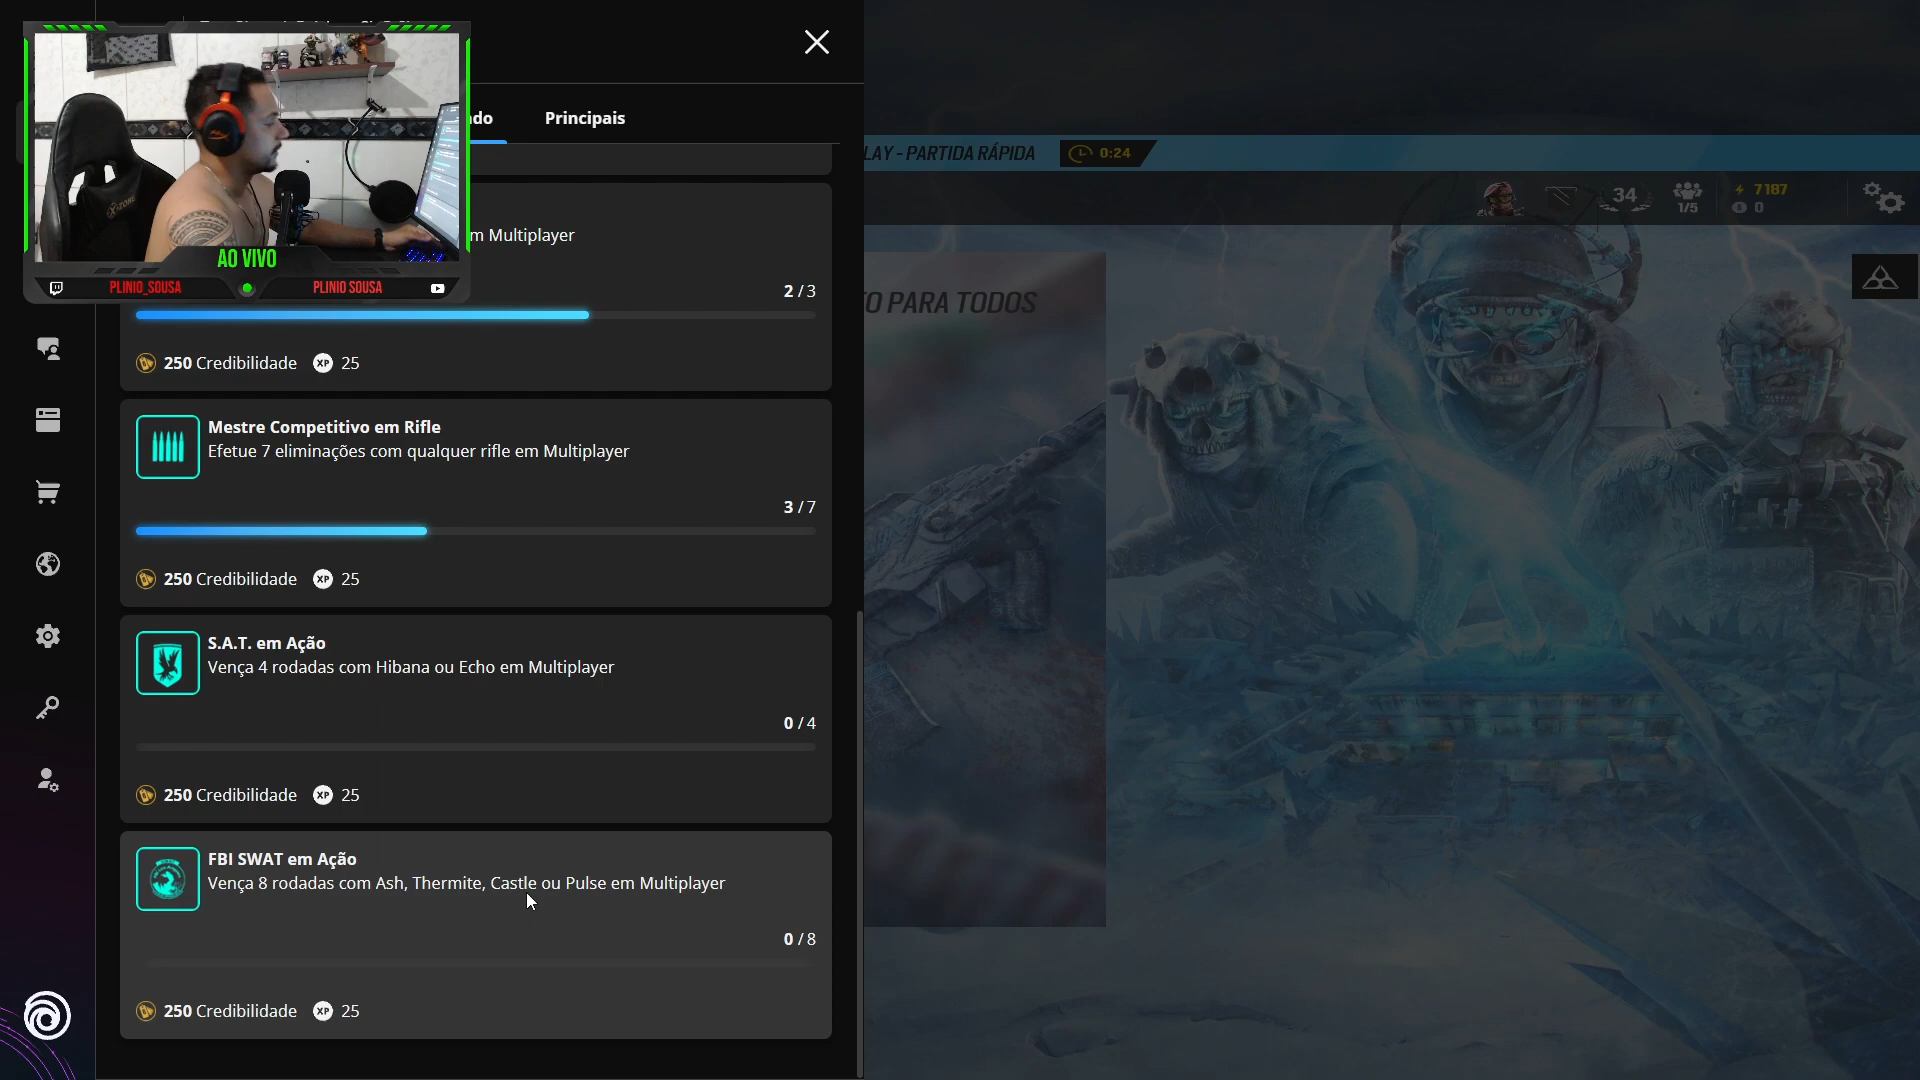 ndo
Principais
LAY - PARTIDA RÁPIDA
0:24
34
1/5
7187
0
m Multiplayer
2 / 3
250 Credibilidade XP 25
O PARA TODOS
Mestre Competitivo em Rifle
Efetue 7 eliminações com qualquer rifle em Multiplayer
3 / 7
250 Credibilidade XP 25
S.A.T. em Ação
Vença 4 rodadas com Hibana ou Echo em Multiplayer
0 / 4
250 Credibilidade XP 25
FBI SWAT em Ação
Vença 8 rodadas com Ash, Thermite, Castle ou Pulse em Multiplayer
0 / 8
250 Credibilidade XP 25
AO VIVO
PLINIO_SOUSA
PLINIO SOUSA